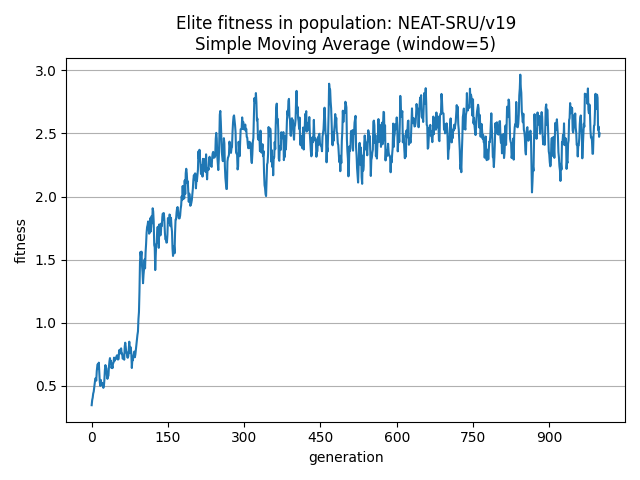 Elite fitness in population: NEAT-SRU/v19
Simple Moving Average (window=5)
3.0
2.5
2.0
1.5
1.0
0.5
fitness
0 150 300 450 600 750 900
generation